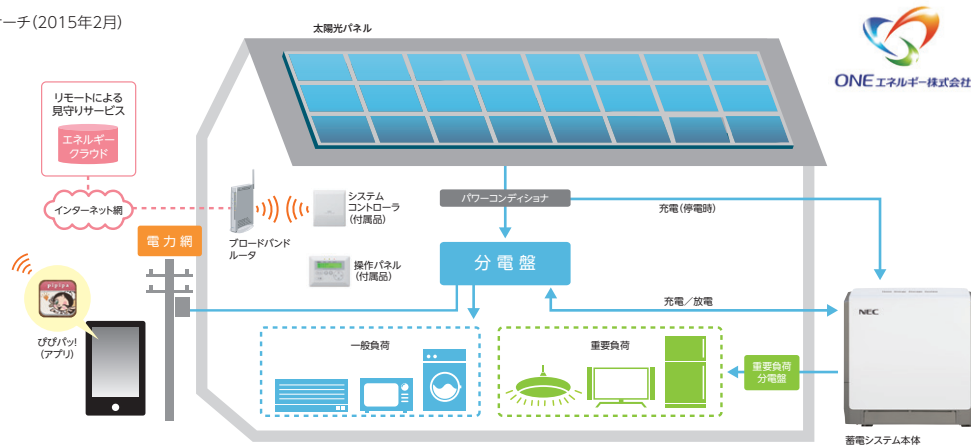 ーチ(2015年2月)
太陽光パネル
ONEエネルギー株式会社
リモートによる
見守りサービス
エネルギー
クラウド
インターネット網
システム
コントローラ
(付属品)
パワーコンディショナ
充電(停電時)
電力網
ブロードバンド
ルータ
操作パネル
(付属品)
分電盤
充電／放電
pipipa
ぴぴパッ!
(アプリ)
NEC
一般負荷
重要負荷
重要負荷
分電盤
蓄電システム本体